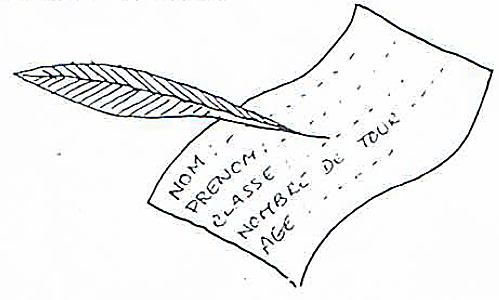 NOM : - - - - - - - -
PRENOM : - - - - - - - -
CLASSE : - - - - - - - -
NOMBRE DE TOUR - - -
AGE - - - - - - - -